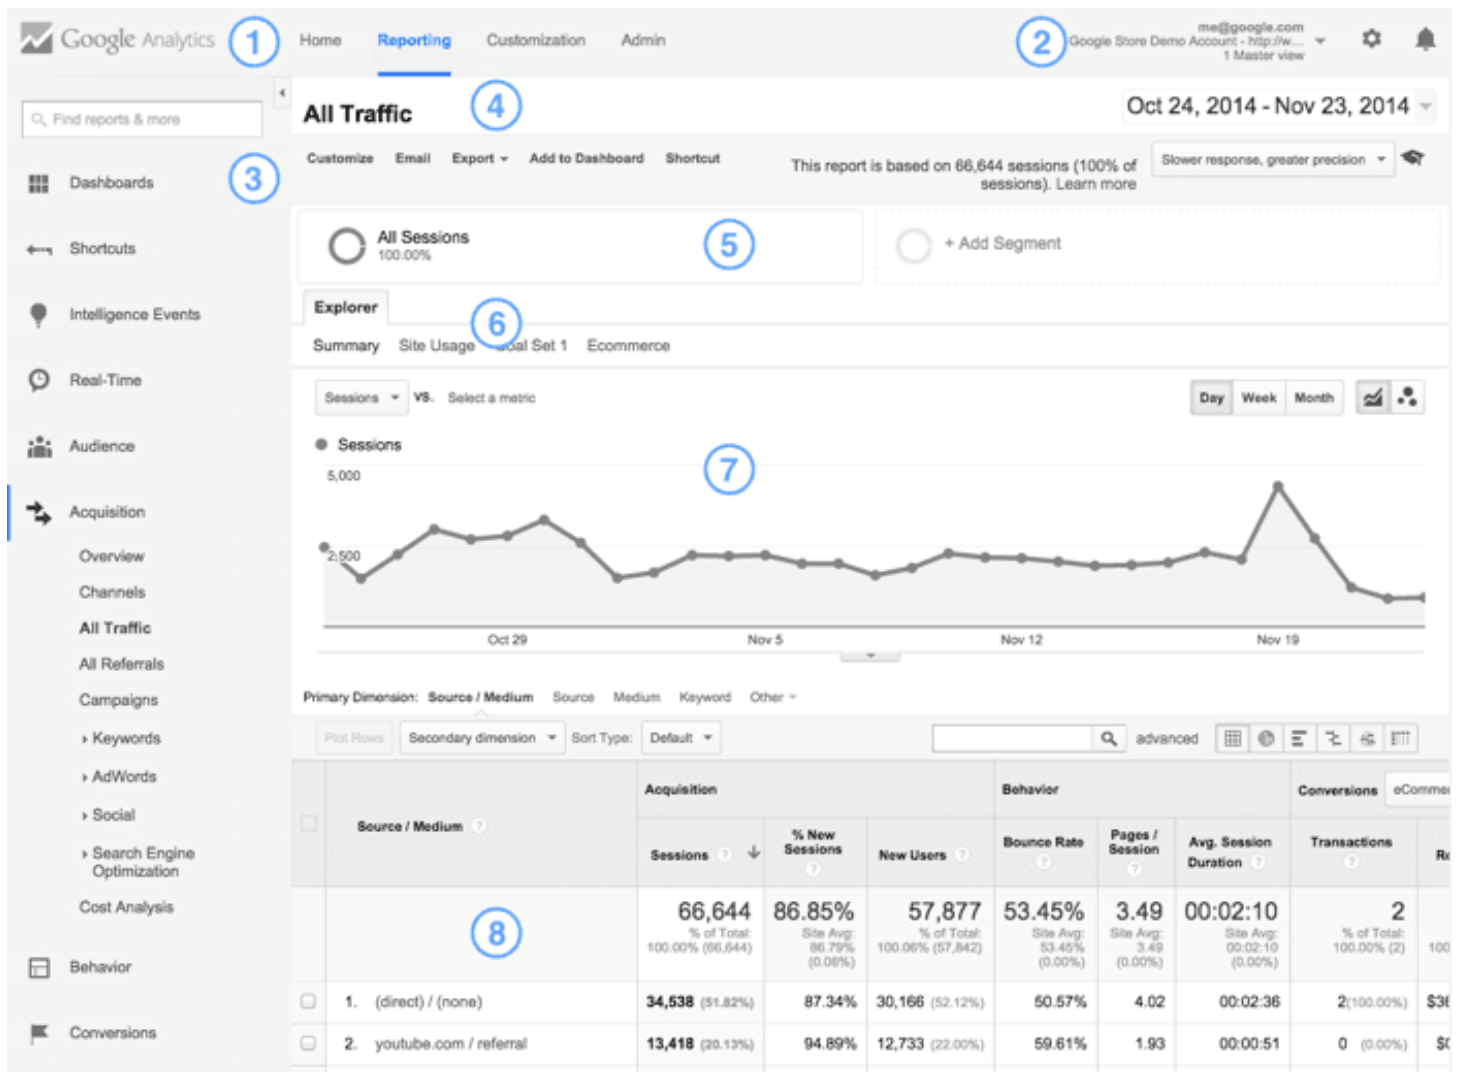 Google Analytics
1
Home Reporting Customization Admin
2
me@google.com
Google Store Demo Account - http://w...
1 Master view
Find reports & more
All Traffic
4
Oct 24, 2014 - Nov 23, 2014
Customize Email Export Add to Dashboard Shortcut
This report is based on 66,644 sessions (100% of
sessions). Learn more
Slower response, greater precision
3
Dashboards
Shortcuts
Intelligence Events
Real-Time
Audience
Acquisition
Overview
Channels
All Traffic
All Referrals
Campaigns
Keywords
AdWords
Social
Search Engine
Optimization
Cost Analysis
Behavior
Conversions
All Sessions
100.00%
5
+ Add Segment
Explorer
6
Summary Site Usage Set 1 Ecommerce
Sessions VS. Select a metric
Day Week Month
Sessions
5,000
7
2,500
Oct 29 Nov 5 Nov 12 Nov 19
Primary Dimension: Source / Medium Source Medium Keyword Other
Plot Rows Secondary dimension Sort Type: Default advanced
Source / Medium
Acquisition Behavior Conversions
Sessions % New Sessions New Users Bounce Rate Pages / Session Avg. Session Duration Transactions
8
66,644 86.85% 57,877 53.45% 3.49 00:02:10 2
% of Total: Site Avg: % of Total: Site Avg: Site Avg: Site Avg: % of Total:
100.00% (66,644) 86.79% 100.06% (57,842) 53.45% 3.49 00:02:10 100.00% (2)
(0.06%) (0.00%) (0.00%) (0.00%)
1. (direct) / (none) 34,538 (51.82%) 87.34% 30,166 (52.12%) 50.57% 4.02 00:02:36 2(100.00%)
2. youtube.com / referral 13,418 (20.13%) 94.89% 12,733 (22.00%) 59.61% 1.93 00:00:51 0 (0.00%)